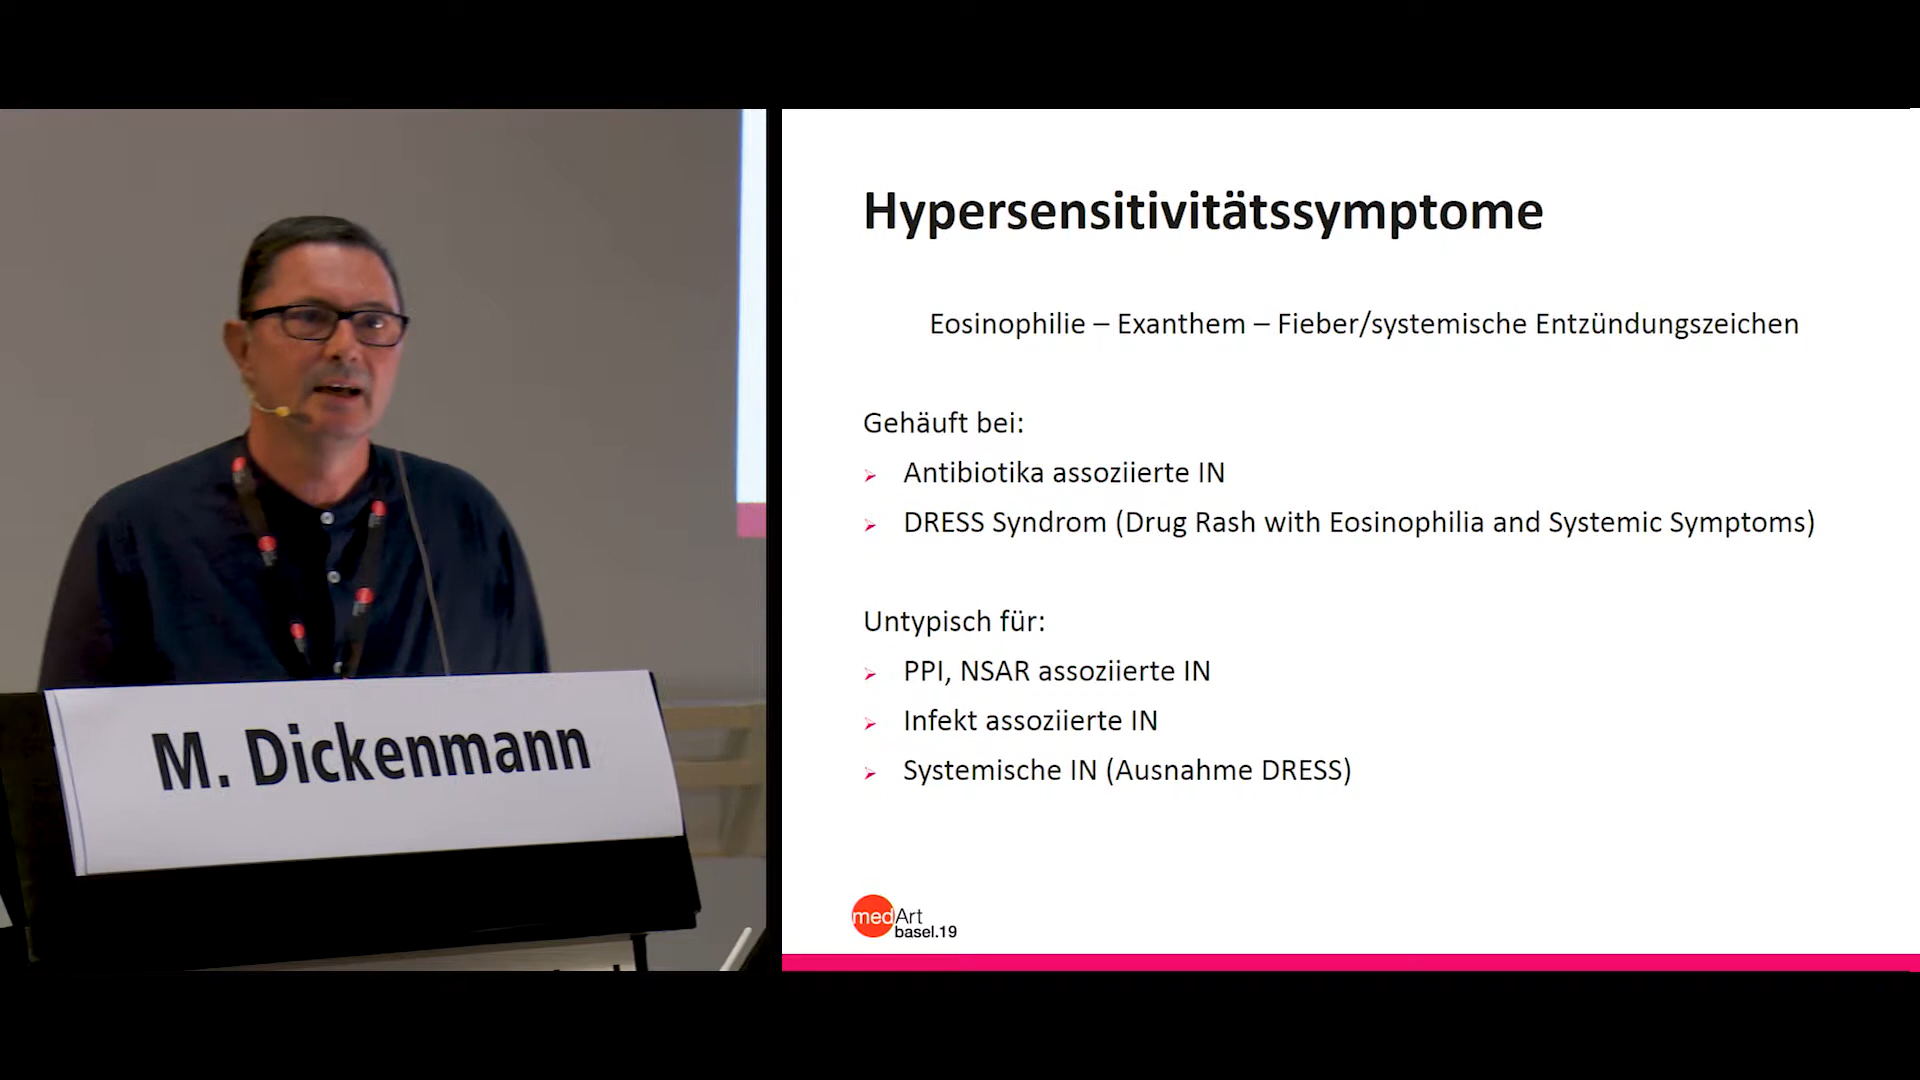 M. Dickenmann
Hypersensitivitätssymptome
Eosinophilie – Exanthem – Fieber/systemische Entzündungszeichen
Gehäuft bei:
Antibiotika assoziierte IN
DRESS Syndrom (Drug Rash with Eosinophilia and Systemic Symptoms)
Untypisch für:
PPI, NSAR assoziierte IN
Infekt assoziierte IN
Systemische IN (Ausnahme DRESS)
medArt
basel.19